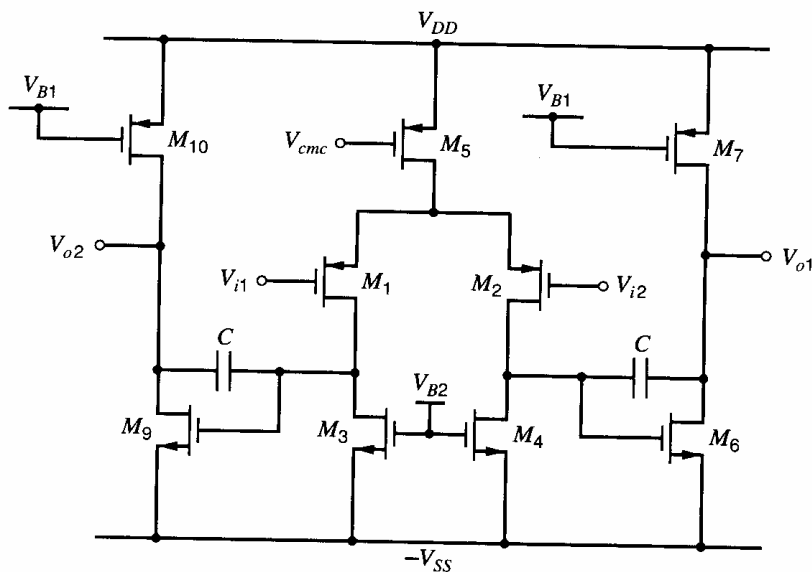 V_DD
V_B1
V_B1
M_10
V_cmc
M_5
M_7
V_o2
V_i1
M_1
M_2
V_i2
V_o1
C
V_B2
C
M_9
M_3
M_4
M_6
−V_SS